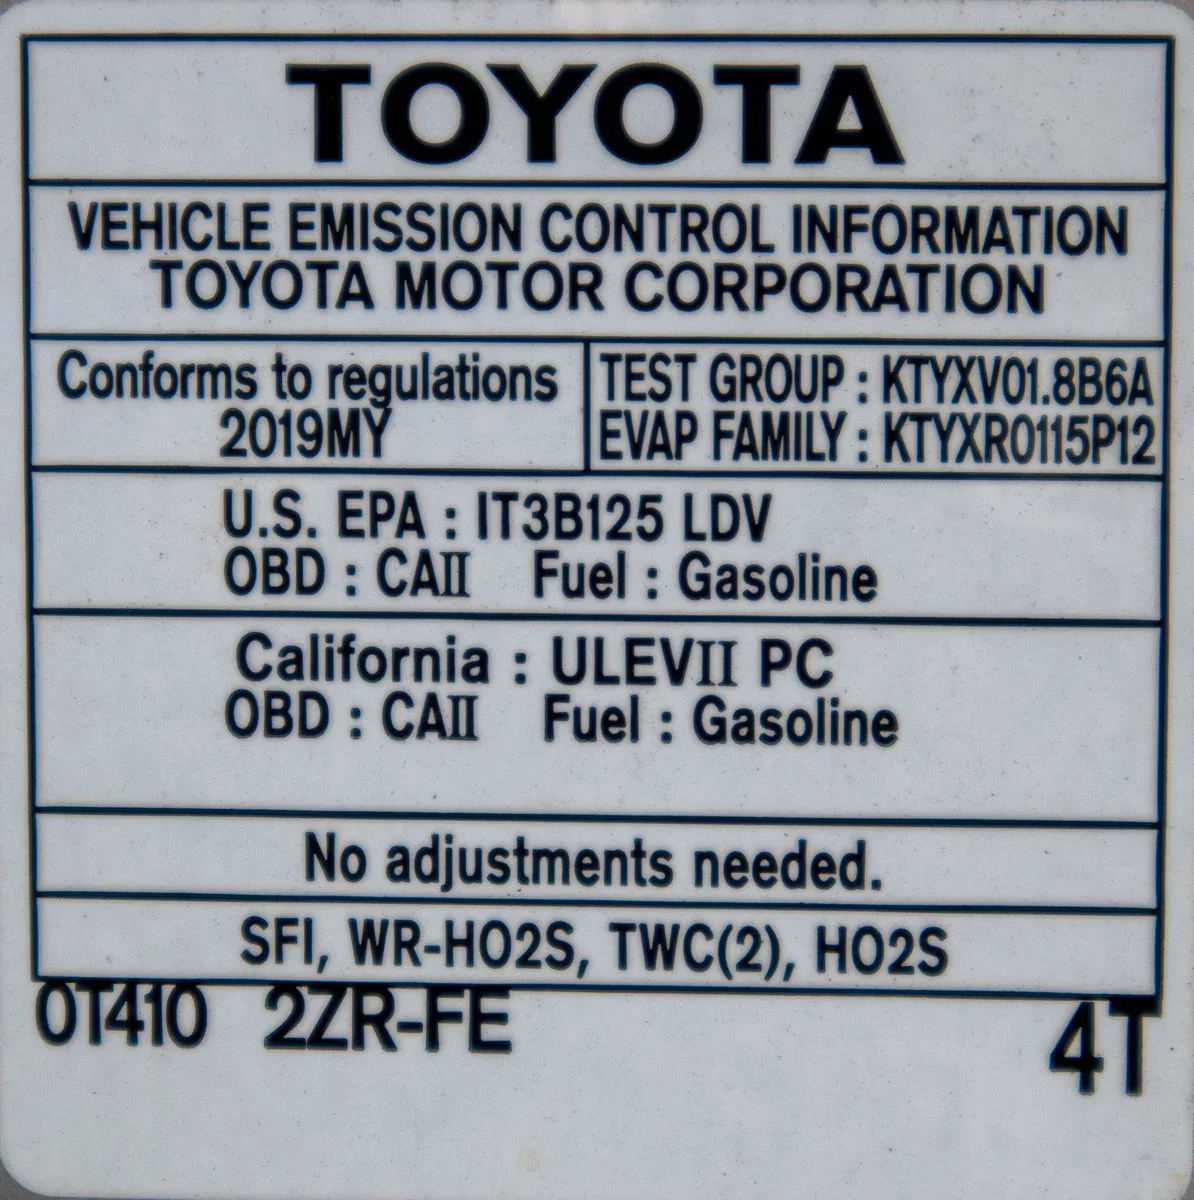 TOYOTA
VEHICLE EMISSION CONTROL INFORMATION
TOYOTA MOTOR CORPORATION
Conforms to regulations
2019MY
TEST GROUP : KTYXV01.8B6A
EVAP FAMILY : KTYXR0115P12
U.S. EPA : IT3B125 LDV
OBD : CAII Fuel : Gasoline
California : ULEVII PC
OBD : CAII Fuel : Gasoline
No adjustments needed.
SFI, WR-HO2S, TWC(2), HO2S
0T410 2ZR-FE 4T